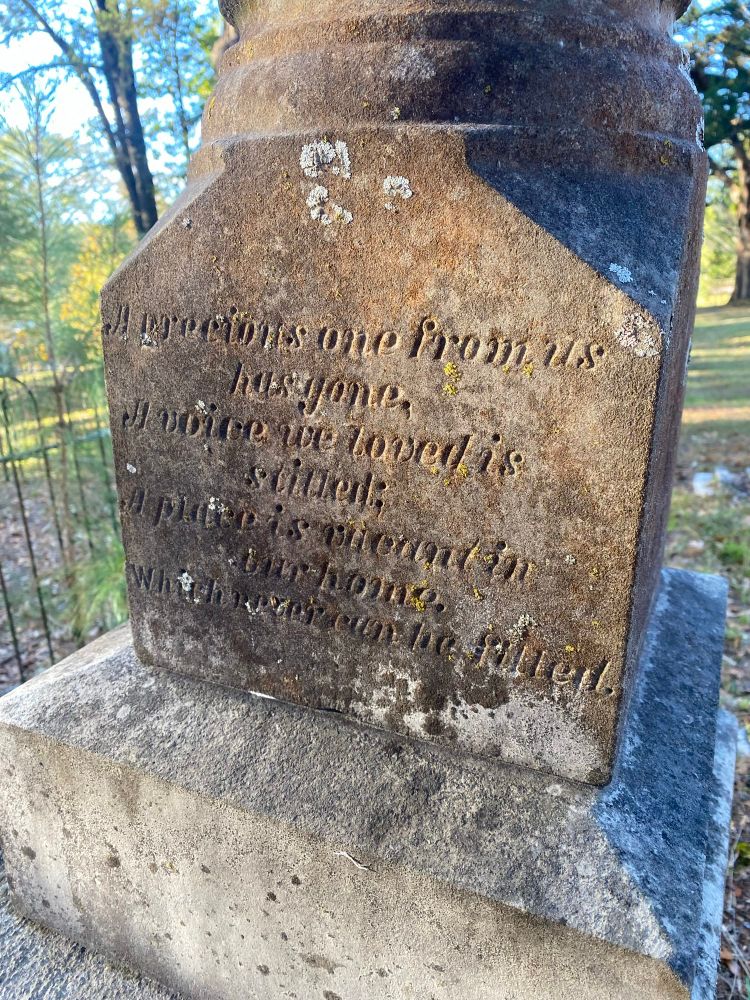 A precious one from us
has gone,
A voice we loved is
stilled;
A place is vacant in
our home,
Which never can be filled.